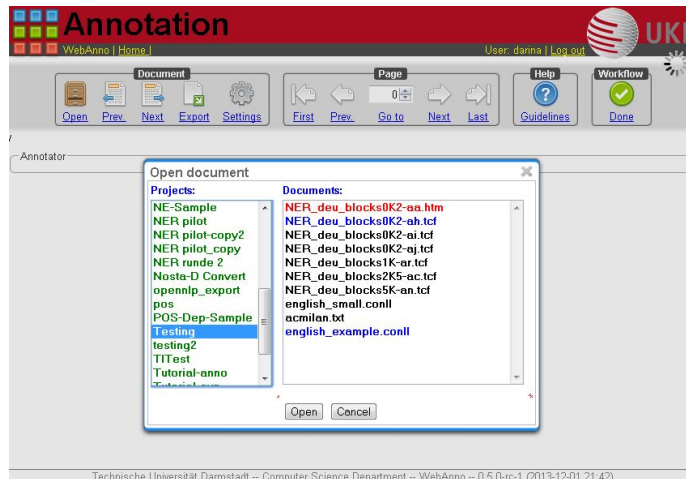 Annotation
WebAnno | Home |
User: darina | Log out
UKP
Document
Page
Help
Workflow
Open Prev. Next Export Settings
0
First Prev. Go to Next Last
Guidelines
Done
Annotator
Open document
Projects:
NE-Sample
NER pilot
NER pilot-copy2
NER pilot_copy
NER runde 2
Nosta-D Convert
opennlp_export
pos
POS-Dep-Sample
Testing
testing2
TITest
Tutorial-anno
Documents:
NER_deu_blocks0K2-aa.htm
NER_deu_blocks0K2-ah.tcf
NER_deu_blocks0K2-ai.tcf
NER_deu_blocks0K2-aj.tcf
NER_deu_blocks1K-ar.tcf
NER_deu_blocks2K5-ac.tcf
NER_deu_blocks5K-an.tcf
english_small.conll
acmilan.txt
english_example.conll
Open Cancel
Technische Universität Darmstadt -- Computer Science Department -- WebAnno -- 0.5.0-rc-1 (2013-12-01 21:42)